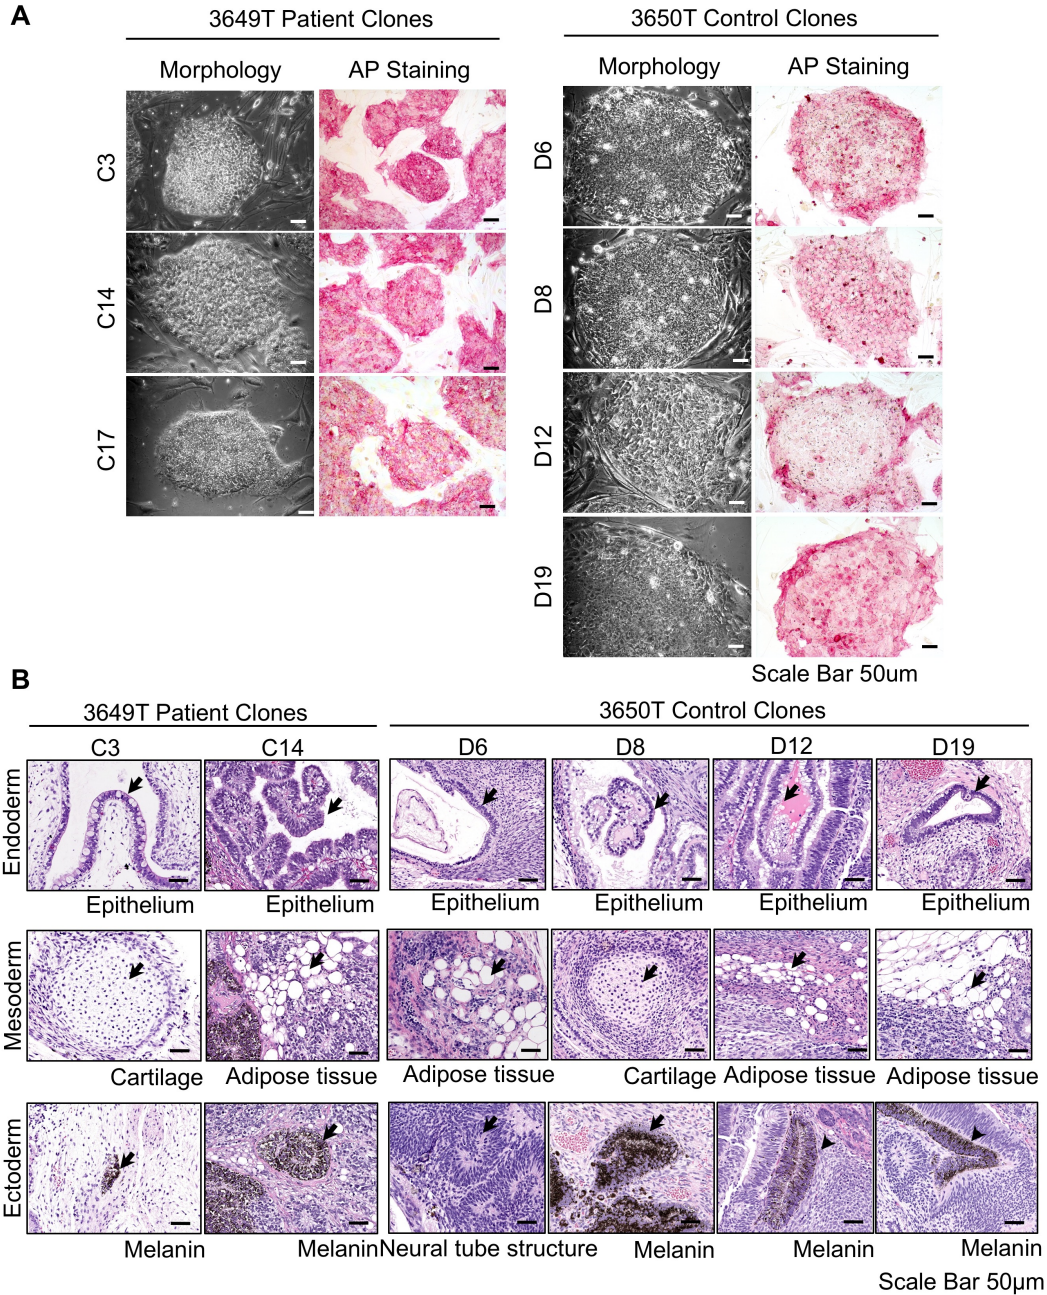 A
3649T Patient Clones
3650T Control Clones
Morphology
AP Staining
Morphology
AP Staining
C3
C14
C17
D6
D8
D12
D19
Scale Bar 50um
B
3649T Patient Clones
3650T Control Clones
C3
C14
D6
D8
D12
D19
Endoderm
Epithelium
Epithelium
Epithelium
Epithelium
Epithelium
Epithelium
Mesoderm
Cartilage
Adipose tissue
Adipose tissue
Cartilage
Adipose tissue
Adipose tissue
Ectoderm
Melanin
Melanin
Neural tube structure
Melanin
Melanin
Melanin
Scale Bar 50μm